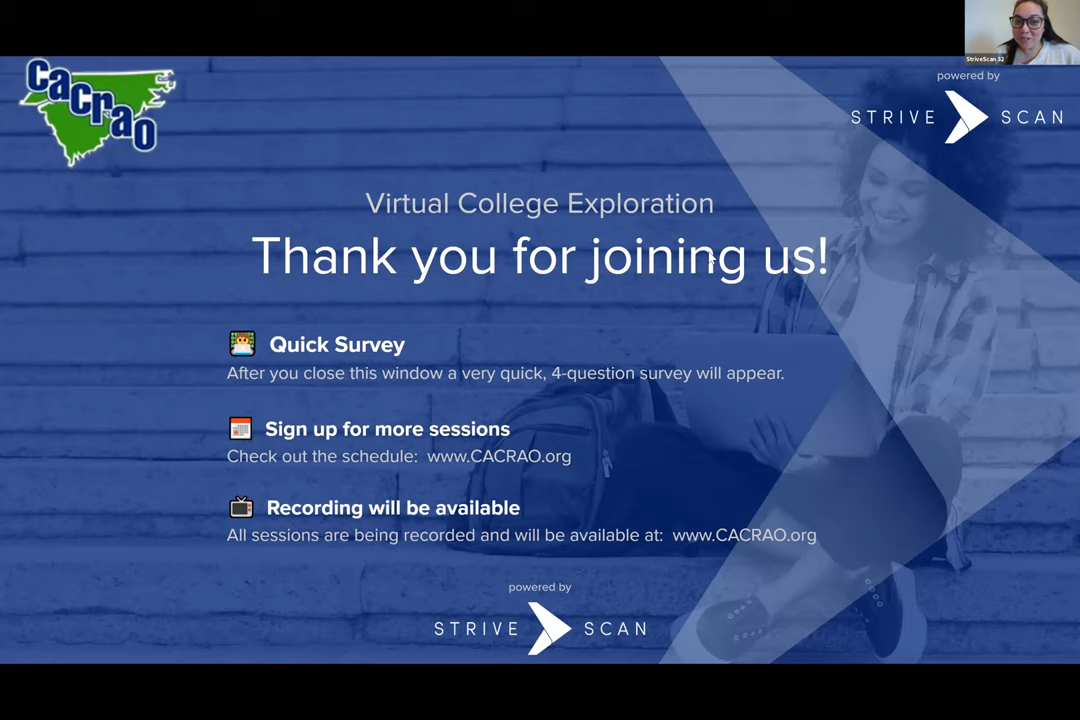 cacrao
StriveScan 32
powered by
STRIVE SCAN
Virtual College Exploration
Thank you for joining us!
Quick Survey
After you close this window a very quick, 4-question survey will appear.
Sign up for more sessions
Check out the schedule: www.CACRAO.org
Recording will be available
All sessions are being recorded and will be available at: www.CACRAO.org
powered by
STRIVE SCAN